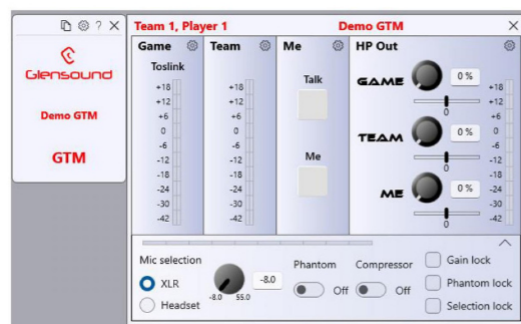 ? X
Glensound
Demo GTM
GTM
Team 1, Player 1
Demo GTM
Game
Toslink
+18
+12
+6
0
-6
-12
-18
-24
-30
-42
Team
+18
+12
+6
0
-6
-12
-18
-24
-30
-42
Me
Talk
Me
HP Out
GAME
0 %
0
TEAM
0 %
0
ME
0 %
0
+18
+12
+6
0
-6
-12
-18
-24
-30
-42
Mic selection
XLR
Headset
-8.0 55.0
-8.0
Phantom
Off
Compressor
Off
Gain lock
Phantom lock
Selection lock